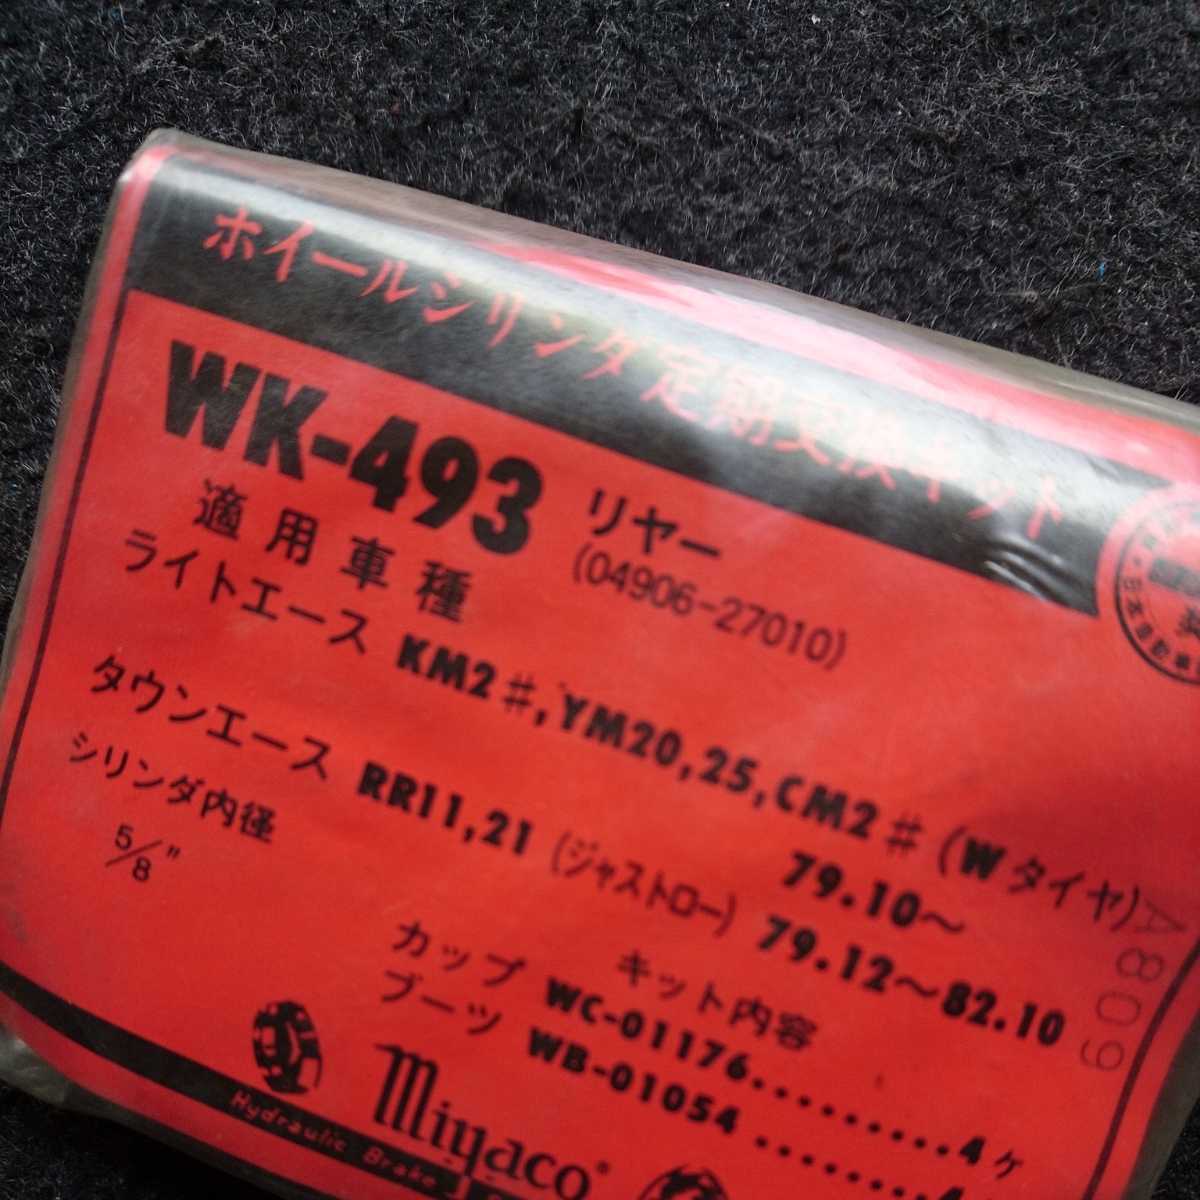 ホイールシリンダ定期交換キット
WK-493 リヤー
(04906-27010)
適用車種
ライトエース KM2#,YM20,25,CM2#(Wタイヤ)
79.10〜
タウンエース RR11,21(ジャストロー) 79.12〜82.10
シリンダ内径
5/8"
キット内容
カップ WC-01176.........4ヶ
ブーツ WB-01054
A809
Miyaco
Hydraulic Brake